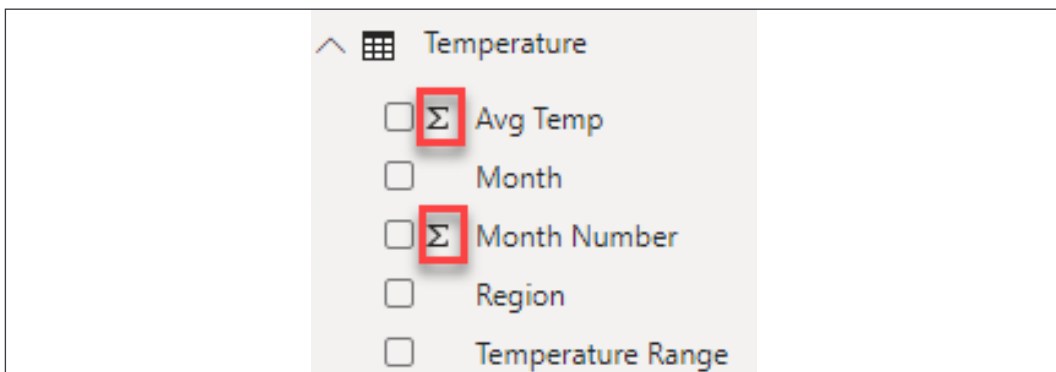 Temperature
Σ Avg Temp
Month
Σ Month Number
Region
Temperature Range